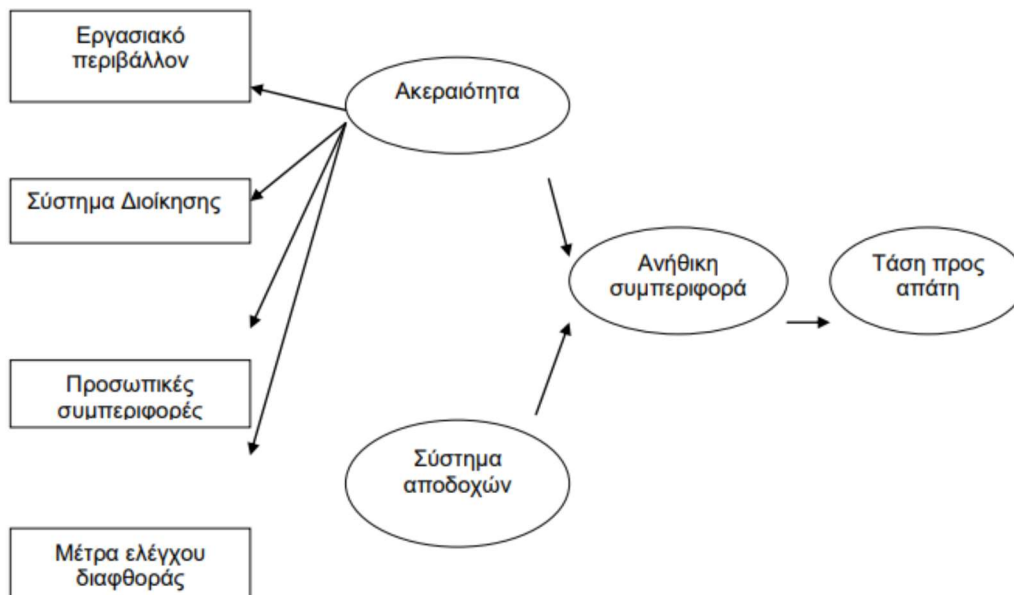 Εργασιακό
περιβάλλον
Ακεραιότητα
Σύστημα Διοίκησης
Ανήθικη
συμπεριφορά
Τάση προς
απάτη
Προσωπικές
συμπεριφορές
Σύστημα
αποδοχών
Μέτρα ελέγχου
διαφθοράς